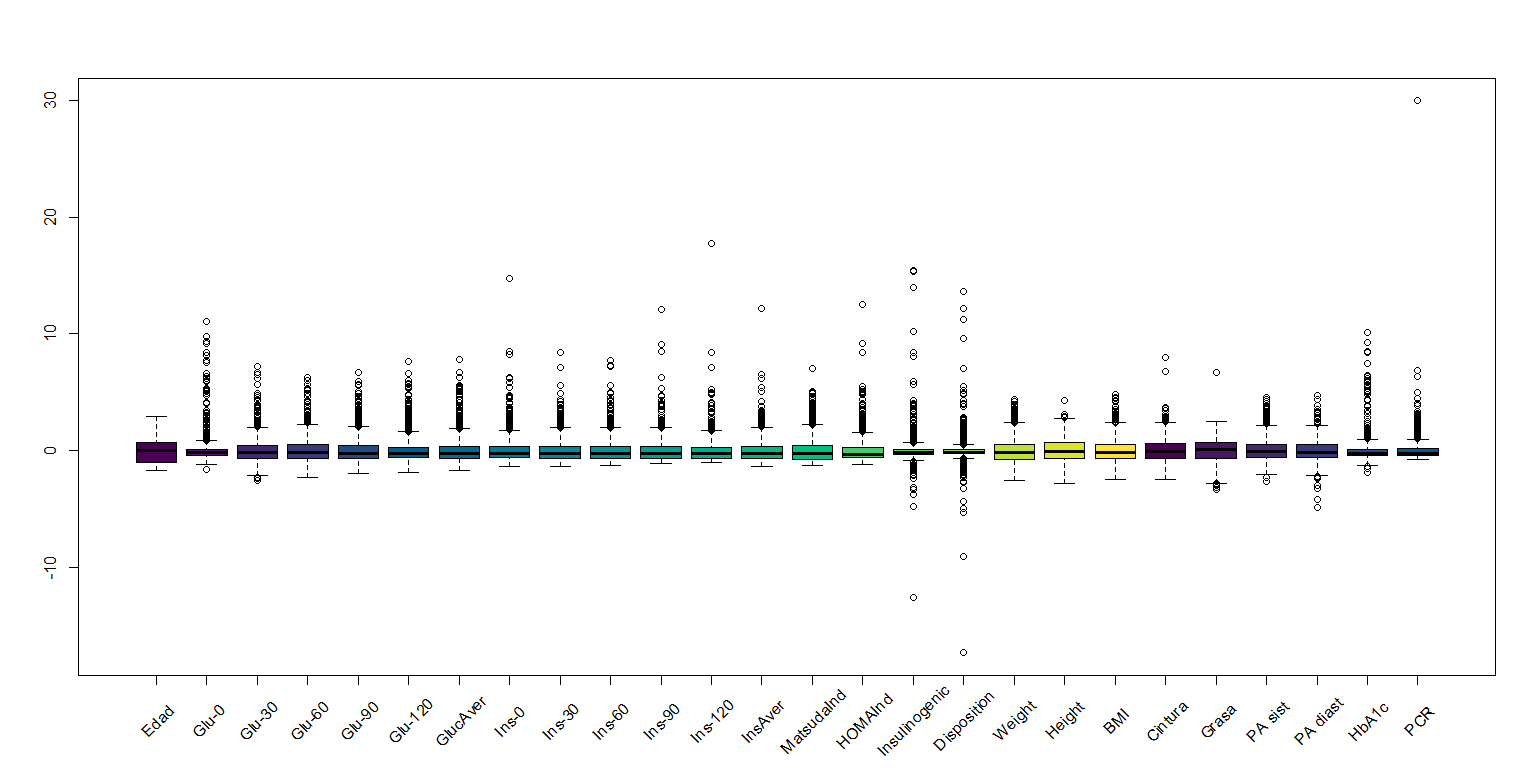 30
20
10
0
-10
Edad
Glu-0
Glu-30
Glu-60
Glu-90
Glu-120
GlucAver
Ins-0
Ins-30
Ins-60
Ins-90
Ins-120
InsAver
MatsudaInd
HOMAInd
Insulinogenic
Disposition
Weight
Height
BMI
Cintura
Grasa
PA sist
PA diast
HbA1c
PCR